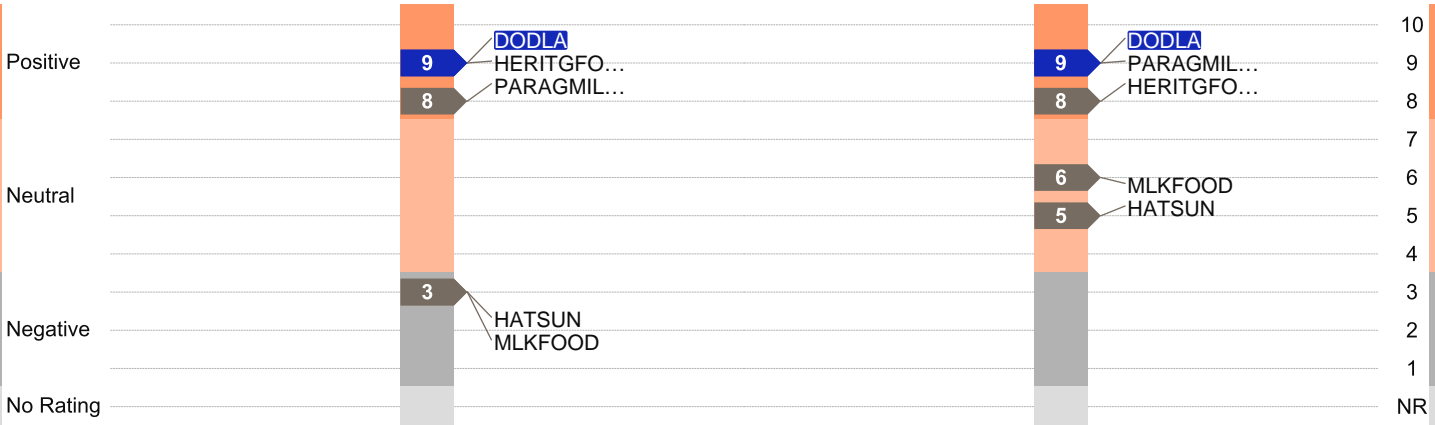 10
DODLA
DODLA
Positive
9
HERITGFO…
9
PARAGMIL…
9
8
PARAGMIL…
8
HERITGFO…
8
7
Neutral
6
MLKFOOD
6
5
HATSUN
5
4
3
3
HATSUN
Negative
2
MLKFOOD
1
No Rating
NR